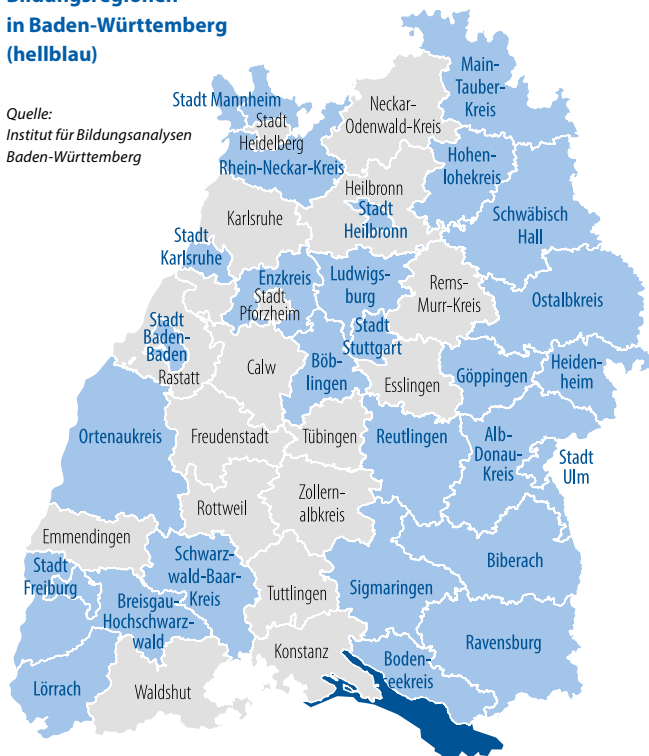 Bildungsregionen
in Baden-Württemberg
(hellblau)
Quelle:
Institut für Bildungsanalysen
Baden-Württemberg
Main-
Tauber-
Kreis
Stadt Mannheim
Neckar-
Odenwald-Kreis
Stadt
Heidelberg
Rhein-Neckar-Kreis
Hohen-
lohekreis
Heilbronn
Stadt
Heilbronn
Schwäbisch
Hall
Karlsruhe
Stadt
Karlsruhe
Enzkreis
Stadt
Pforzheim
Ludwigs-
burg
Rems-
Murr-Kreis
Ostalbkreis
Stadt
Baden-
Baden
Rastatt
Calw
Böb-
lingen
Stadt
Stuttgart
Esslingen
Göppingen
Heiden-
heim
Ortenaukreis
Freudenstadt
Tübingen
Reutlingen
Alb-
Donau-
Kreis
Stadt
Ulm
Rottweil
Zollern-
albkreis
Emmendingen
Stadt
Freiburg
Schwarz-
wald-Baar-
Kreis
Breisgau-
Hochschwarz-
wald
Tuttlingen
Sigmaringen
Biberach
Konstanz
Boden-
seekreis
Ravensburg
Lörrach
Waldshut